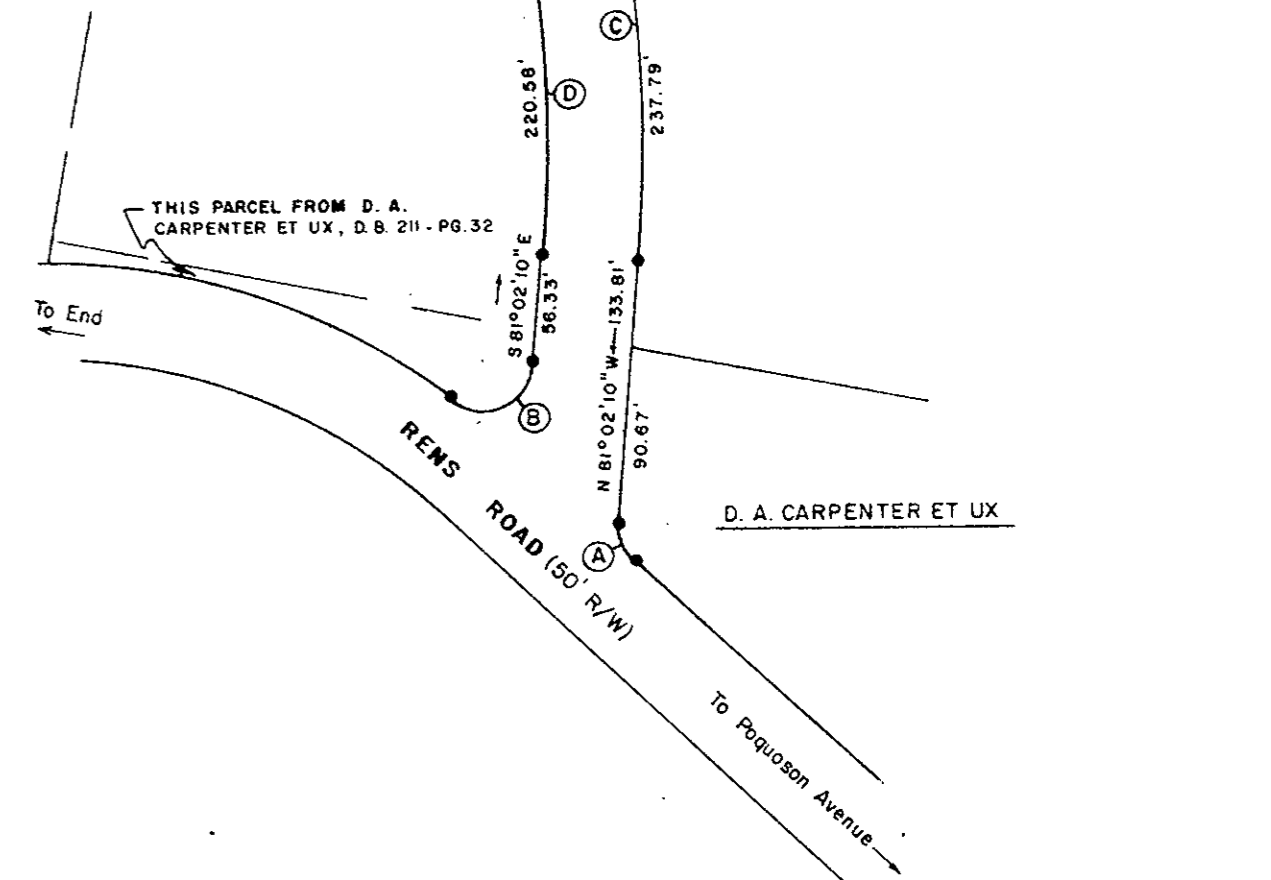 C
220.58'
D
237.79'
THIS PARCEL FROM D. A.
CARPENTER ET UX, D.B. 211 - PG. 32
S 81°02'10" E
56.33'
N 81°02'10" W
133.81'
To End
B
90.67'
RENS ROAD (50' R/W)
D. A. CARPENTER ET UX
A
To Poquoson Avenue